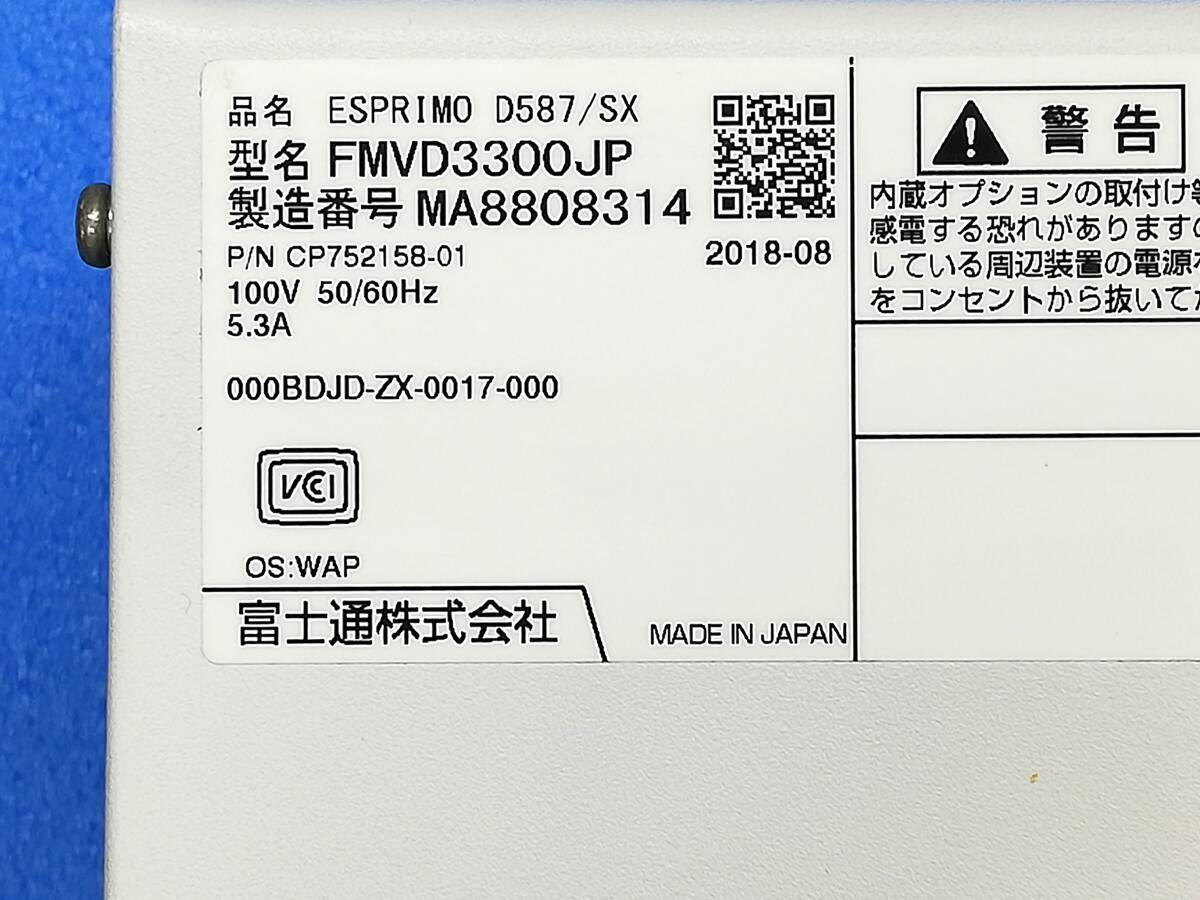 品名 ESPRIMO D587/SX
型名 FMVD3300JP
製造番号 MA8808314
P/N CP752158-01
2018-08
100V 50/60Hz
5.3A
000BDJD-ZX-0017-000
VCCI
OS:WAP
富士通株式会社
MADE IN JAPAN
警告
内蔵オプションの取付け等
感電する恐れがあります
している周辺装置の電源
をコンセントから抜いて